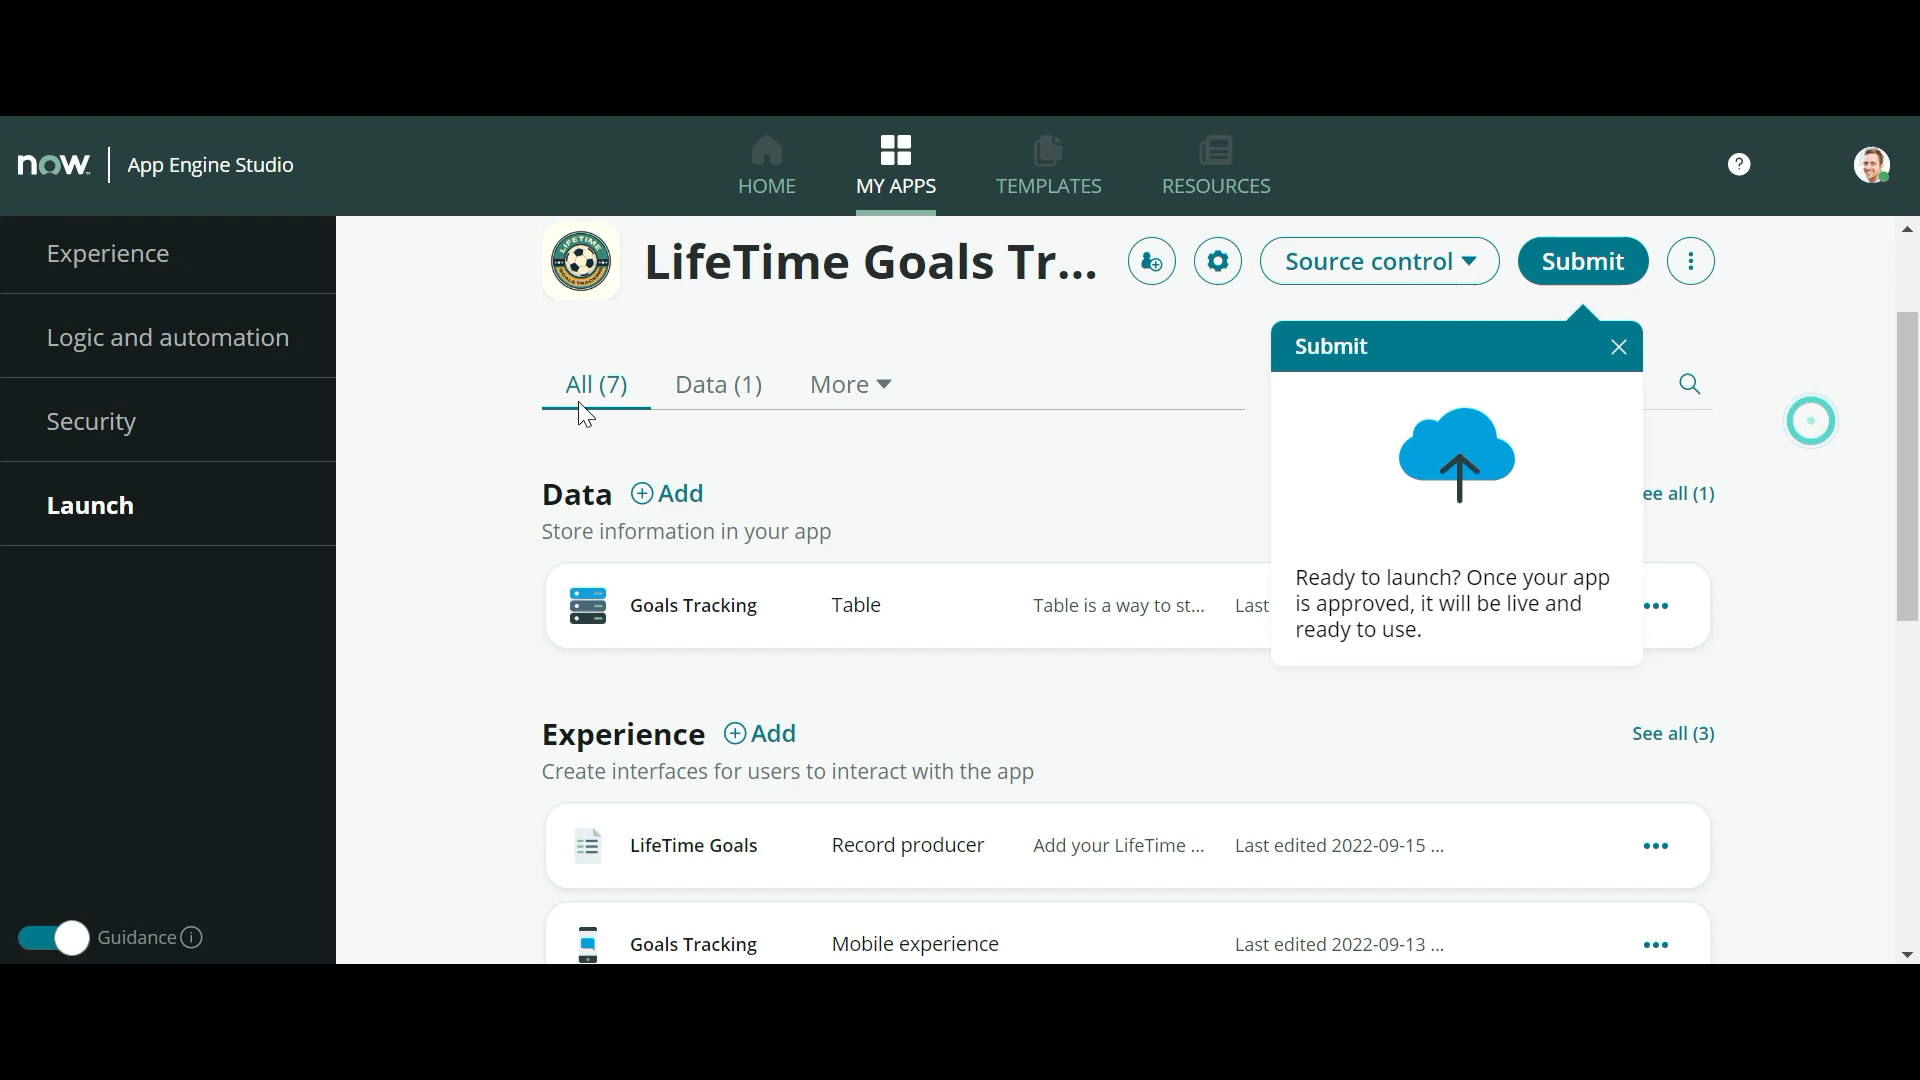 now. App Engine Studio
HOME
MY APPS
TEMPLATES
RESOURCES
?
Experience
Logic and automation
Security
Launch
Guidance
LIFETIME
GOALS TRACKING
LifeTime Goals Tr...
Source control
Submit
All (7)
Data (1)
More
Submit
Ready to launch? Once your app
is approved, it will be live and
ready to use.
Data
Add
ee all (1)
Store information in your app
Goals Tracking
Table
Table is a way to st...
Last
Experience
Add
See all (3)
Create interfaces for users to interact with the app
LifeTime Goals
Record producer
Add your LifeTime ...
Last edited 2022-09-15 ...
Goals Tracking
Mobile experience
Last edited 2022-09-13 ...